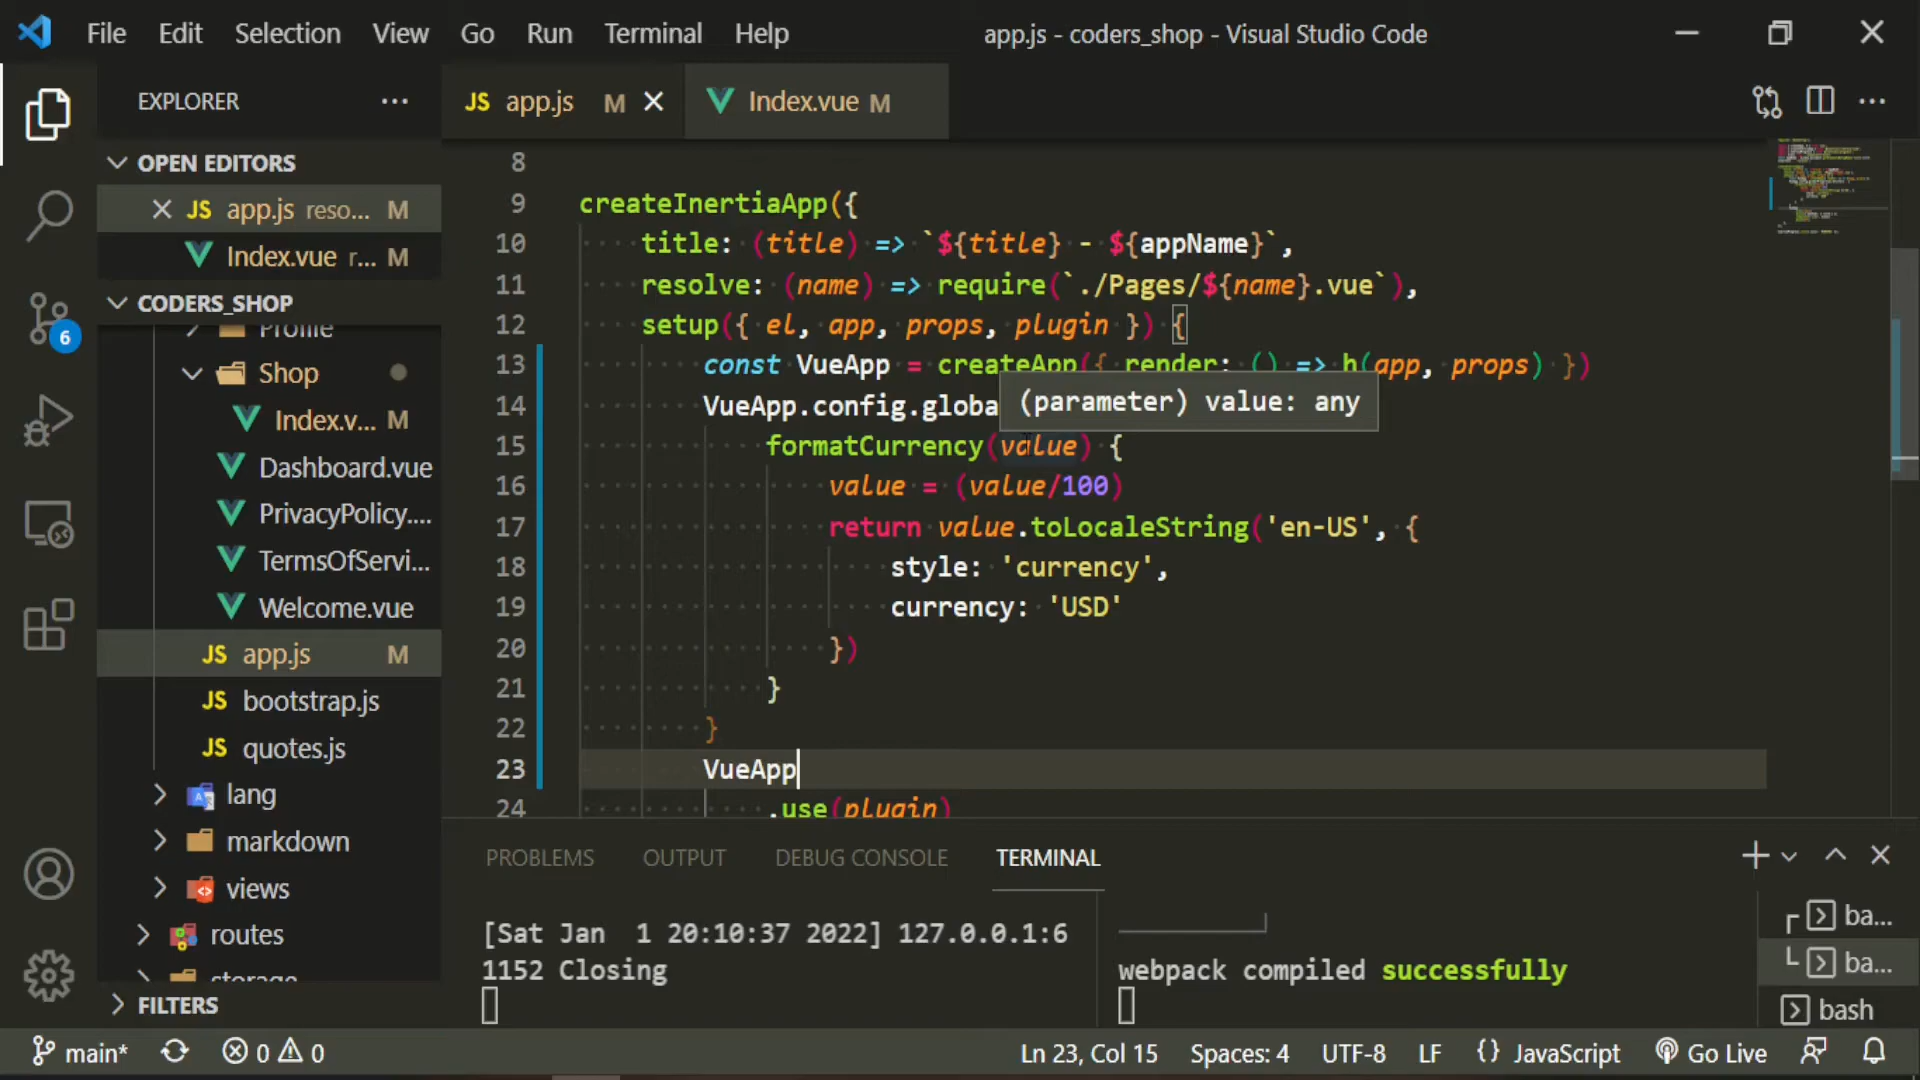 File Edit Selection View Go Run Terminal Help app.js - coders_shop - Visual Studio Code
EXPLORER
JS app.js M
Index.vue M
OPEN EDITORS
JS app.js reso... M
Index.vue r... M
CODERS_SHOP
Profile
Shop
Index.v... M
Dashboard.vue
PrivacyPolicy....
TermsOfServi...
Welcome.vue
JS app.js M
JS bootstrap.js
JS quotes.js
lang
markdown
views
routes
storage
FILTERS
6
8
9 createInertiaApp({
10 title: (title) => `${title} - ${appName}`,
11 resolve: (name) => require(`./Pages/${name}.vue`),
12 setup({ el, app, props, plugin }) {
13 const VueApp = createApp({ render: () => h(app, props) })
14 VueApp.config.globa
(parameter) value: any
15 formatCurrency(value) {
16 value = (value/100)
17 return value.toLocaleString('en-US', {
18 style: 'currency',
19 currency: 'USD'
20 })
21 }
22 }
23 VueApp
24 .use(plugin)
PROBLEMS OUTPUT DEBUG CONSOLE TERMINAL
[Sat Jan 1 20:10:37 2022] 127.0.0.1:6
1152 Closing
webpack compiled successfully
ba...
ba...
bash
main* 0 0 Ln 23, Col 15 Spaces: 4 UTF-8 LF {} JavaScript Go Live